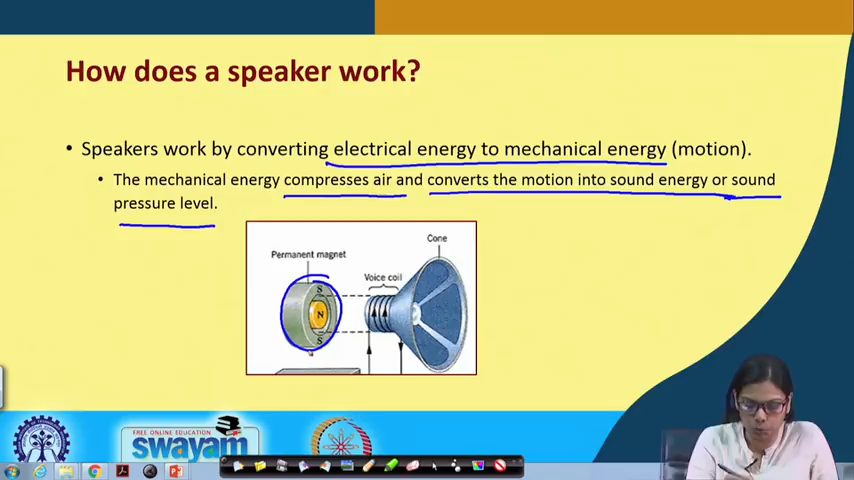 How does a speaker work?
• Speakers work by converting electrical energy to mechanical energy (motion).
• The mechanical energy compresses air and converts the motion into sound energy or sound
pressure level.
Cone
Permanent magnet
Voice coil
S
N
S
FREE ONLINE EDUCATION
swayam